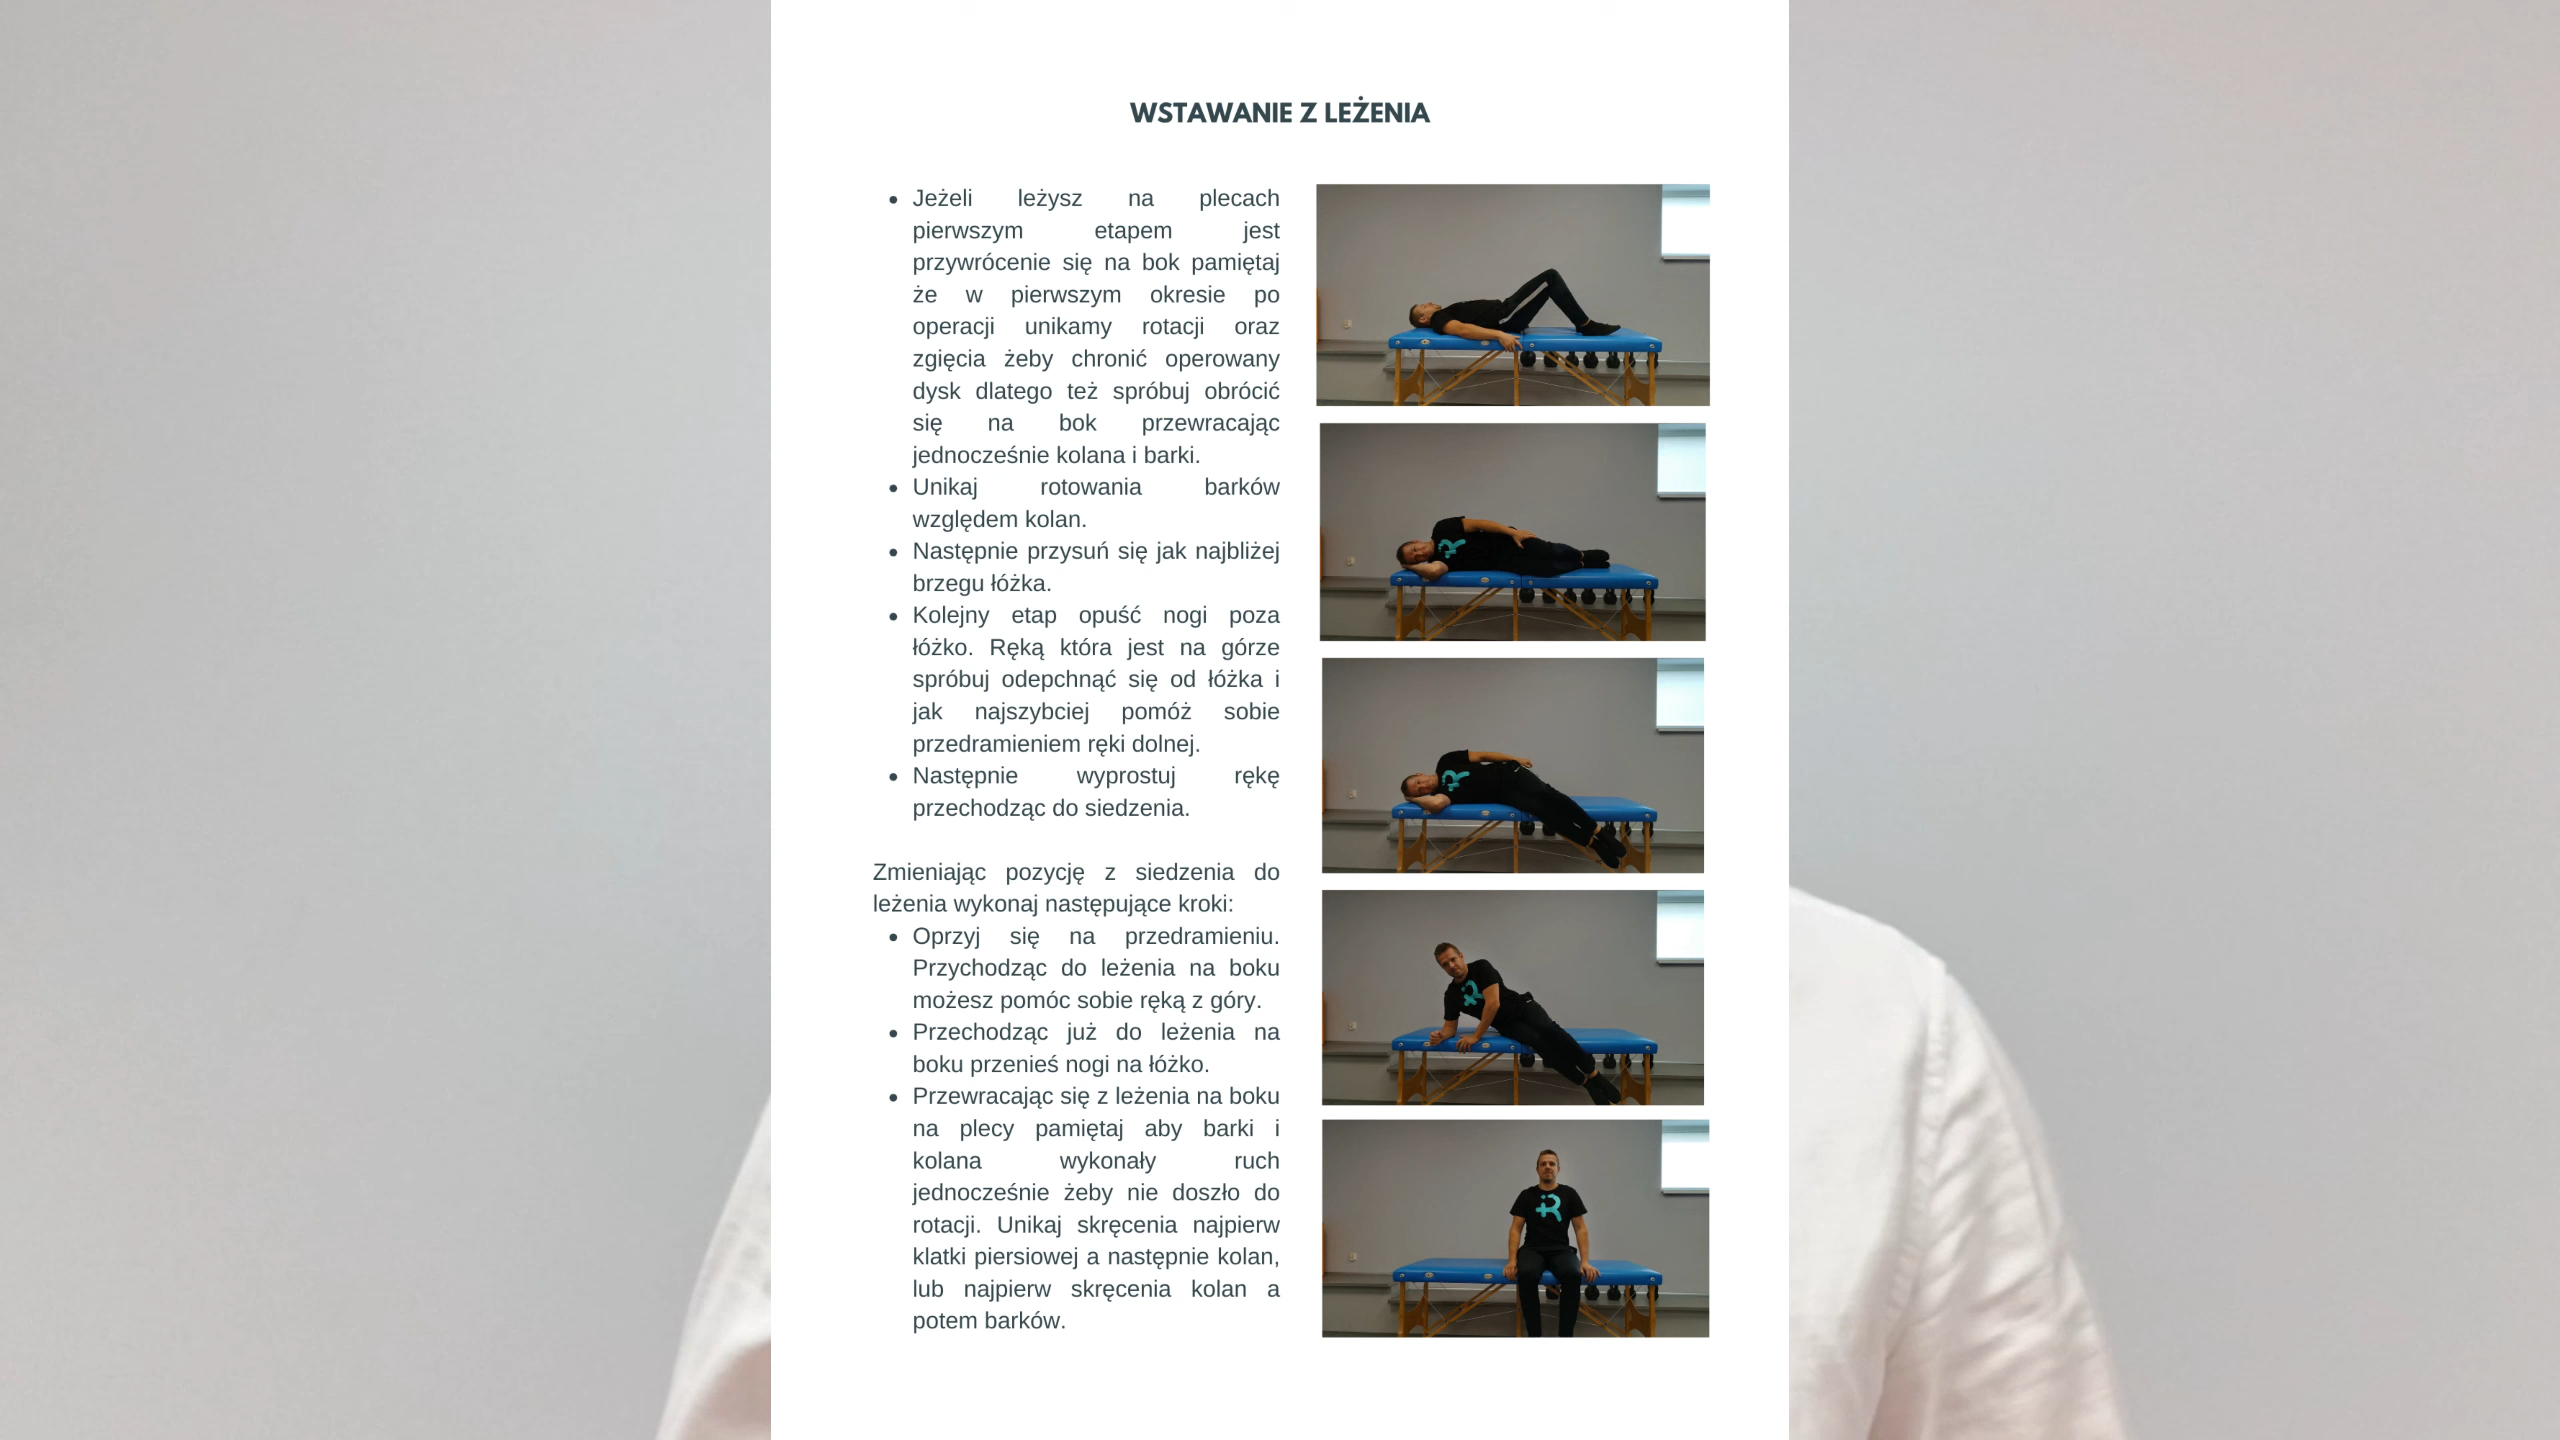 WSTAWANIE Z LEŻENIA
• Jeżeli leżysz na plecach
pierwszym etapem jest
przywrócenie się na bok pamiętaj
że w pierwszym okresie po
operacji unikamy rotacji oraz
zgięcia żeby chronić operowany
dysk dlatego też spróbuj obrócić
się na bok przewracając
jednocześnie kolana i barki.
• Unikaj rotowania barków
względem kolan.
• Następnie przysuń się jak najbliżej
brzegu łóżka.
• Kolejny etap opuść nogi poza
łóżko. Ręką która jest na górze
spróbuj odepchnąć się od łóżka i
jak najszybciej pomóż sobie
przedramieniem ręki dolnej.
• Następnie wyprostuj rękę
przechodząc do siedzenia.
Zmieniając pozycję z siedzenia do
leżenia wykonaj następujące kroki:
• Oprzyj się na przedramieniu.
Przychodząc do leżenia na boku
możesz pomóc sobie ręką z góry.
• Przechodząc już do leżenia na
boku przenieś nogi na łóżko.
• Przewracając się z leżenia na boku
na plecy pamiętaj aby barki i
kolana wykonały ruch
jednocześnie żeby nie doszło do
rotacji. Unikaj skręcenia najpierw
klatki piersiowej a następnie kolan,
lub najpierw skręcenia kolan a
potem barków.